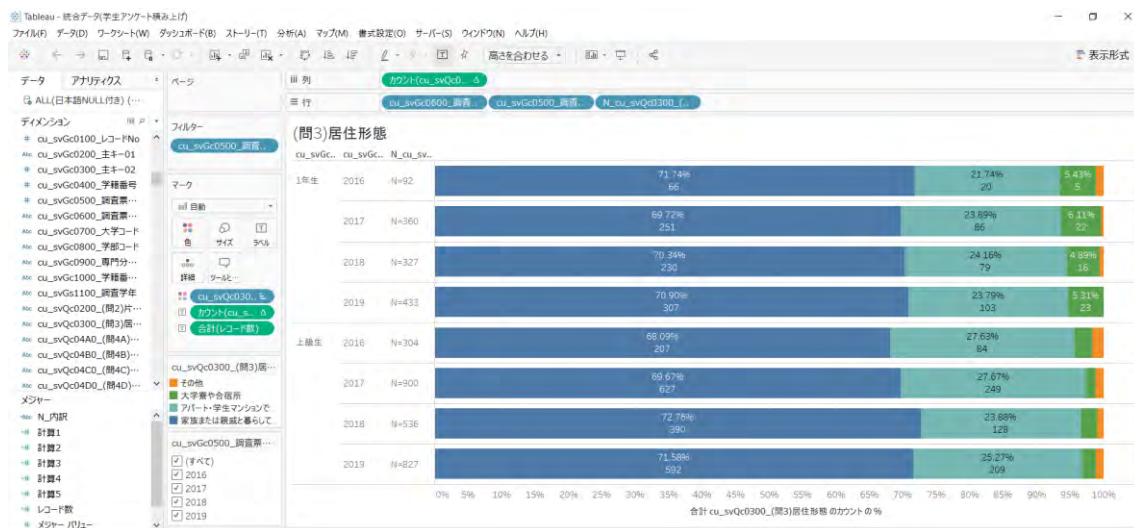 Tableau - 統合データ(学生アンケート積み上げ)
ファイル(F) データ(D) ワークシート(W) ダッシュボード(B) ストーリー(T) 分析(A) マップ(M) 書式設定(O) サーバー(S) ウィンドウ(N) ヘルプ(H)
高さを合わせる
表示形式
データ アナリティクス
ALL(日本語NULL付き) (…
ディメンション
cu_svGc0100_レコードNo
cu_svGc0200_主キー01
cu_svGc0300_主キー02
cu_svGc0400_学籍番号
cu_svGc0500_調査票…
cu_svGc0600_調査票…
cu_svGc0700_大学コード
cu_svGc0800_学部コード
cu_svGc0900_専門分…
cu_svGc1000_学籍番…
cu_svGs1100_調査学年
cu_svQc0200_(問2)片…
cu_svQc0300_(問3)居…
cu_svQc04A0_(問4A)…
cu_svQc04B0_(問4B)…
cu_svQc04C0_(問4C)…
cu_svQc04D0_(問4D)…
メジャー
N_内訳
計算1
計算2
計算3
計算4
計算5
レコード数
メジャー バリュー
ページ
フィルター
cu_svGc0500_調査..
マーク
自動
色 サイズ ラベル
詳細 ツールヒ…
cu_svQc030..
カウント(cu_s..
合計(レコード数)
cu_svQc0300_(問3)居…
その他
大学寮や合宿所
アパート・学生マンションで
家族または親戚と暮らして
cu_svGc0500_調査票…
(すべて)
2016
2017
2018
2019
列 カウント(cu_svQc0..
行 cu_svGc0600_調査.. cu_svGc0500_調査.. N_cu_svQc0300_(..
(問3)居住形態
cu_svGc.. cu_svGc.. N_cu_sv..
1年生 2016 N=92 71.74% 66 21.74% 20 5.43% 5
2017 N=360 69.72% 251 23.89% 86 6.11% 22
2018 N=327 70.34% 230 24.16% 79 4.89% 16
2019 N=433 70.90% 307 23.79% 103 5.31% 23
上級生 2016 N=304 68.09% 207 27.63% 84
2017 N=900 69.67% 627 27.67% 249
2018 N=536 72.76% 390 23.88% 128
2019 N=827 71.58% 592 25.27% 209
0% 5% 10% 15% 20% 25% 30% 35% 40% 45% 50% 55% 60% 65% 70% 75% 80% 85% 90% 95% 100%
合計 cu_svQc0300_(問3)居住形態 のカウント の %